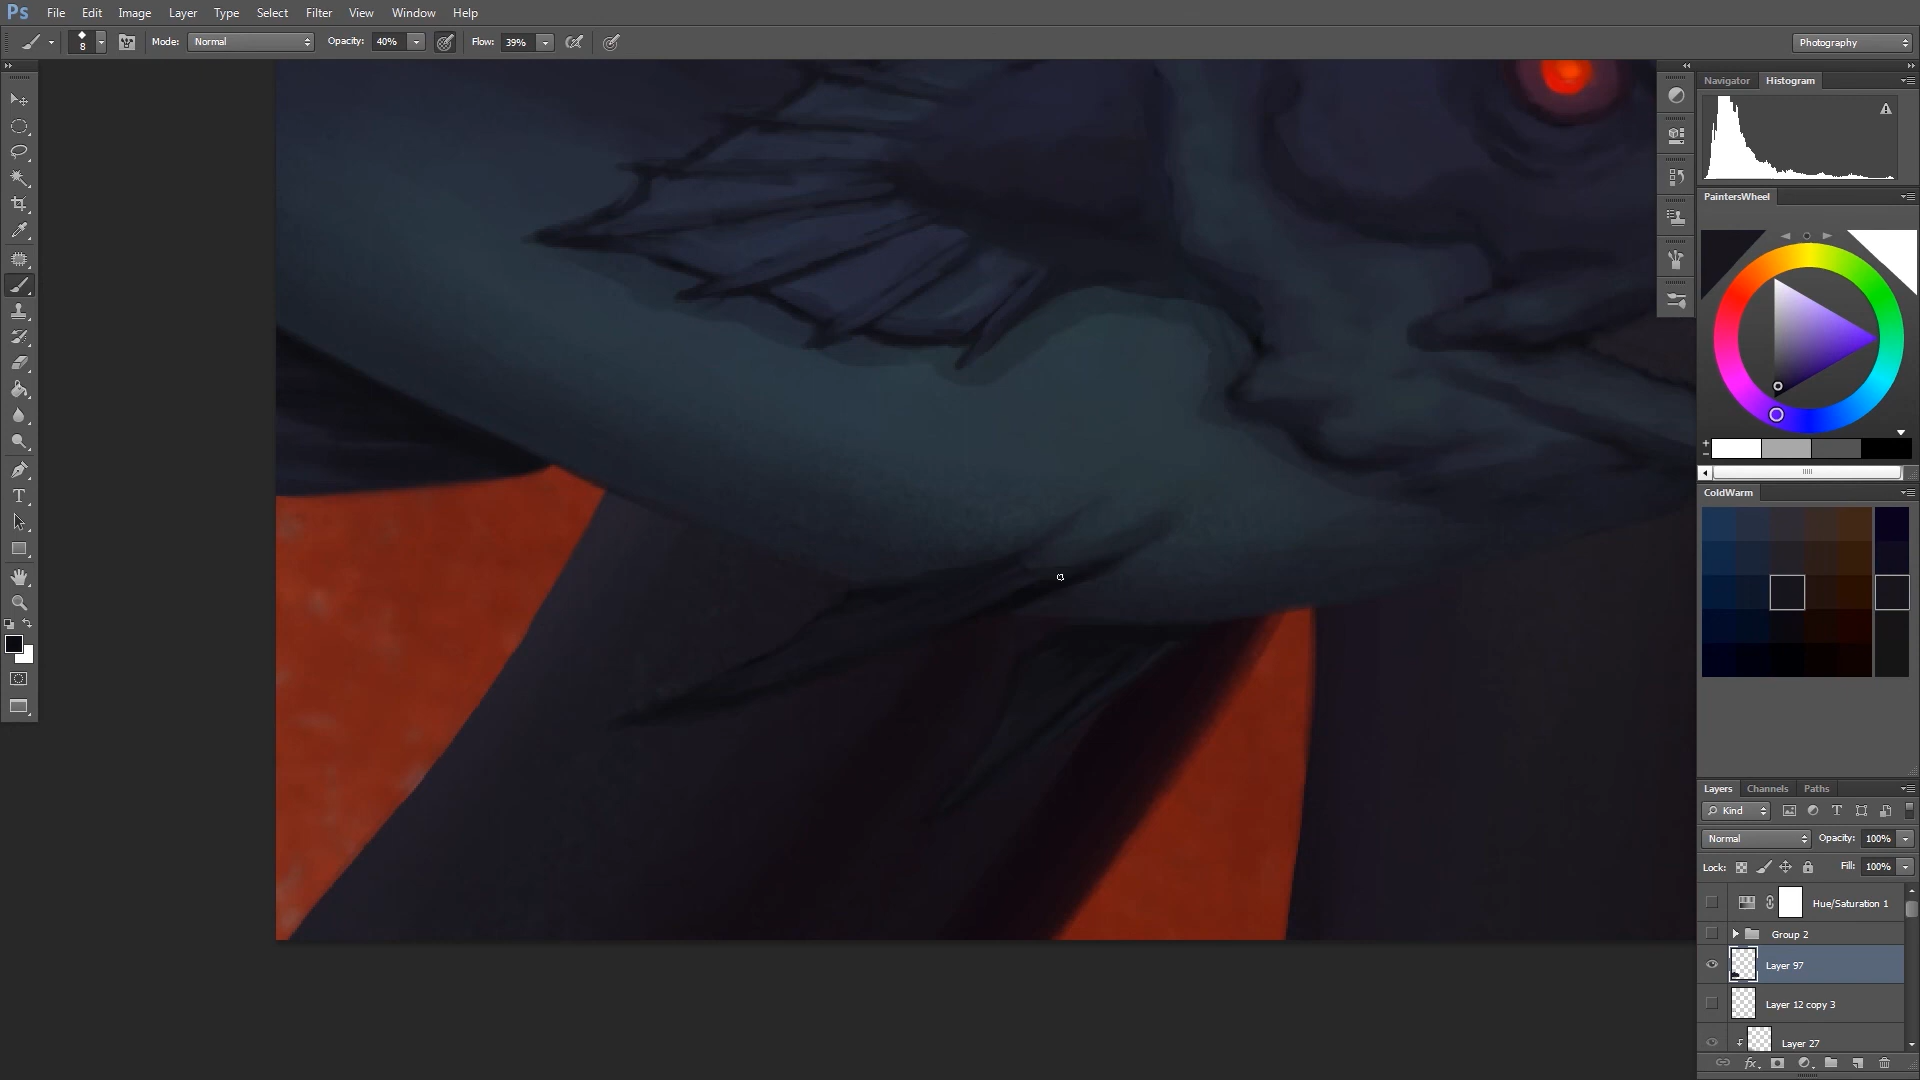 Ps File Edit Image Layer Type Select Filter View Window Help
8 Mode: Normal Opacity: 40% Flow: 39% Photography
Navigator Histogram
PaintersWheel
ColdWarm
Layers Channels Paths
Kind T
Normal Opacity: 100%
Lock: Fill: 100%
Hue/Saturation 1
Group 2
Layer 97
Layer 12 copy 3
Layer 27
fx